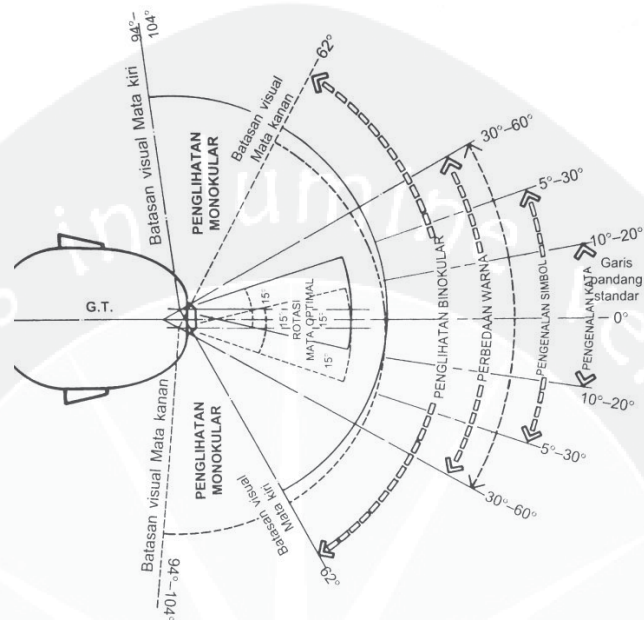 94°–
104°
Batasan visual Mata kiri
PENGLIHATAN
MONOKULAR
Batasan visual
Mata kanan
62°
30°–60°
5°–30°
10°–20°
Garis
pandang
standar
0°
G.T.
15°
15°
15°
15°
ROTASI
MATA OPTIMAL
PENGLIHATAN BINOKULAR
PERBEDAAN WARNA
PENGENALAN SIMBOL
PENGENALAN KATA
10°–20°
5°–30°
30°–60°
62°
Batasan visual
Mata kiri
PENGLIHATAN
MONOKULAR
Batasan visual Mata kanan
94°–104°
in lumine